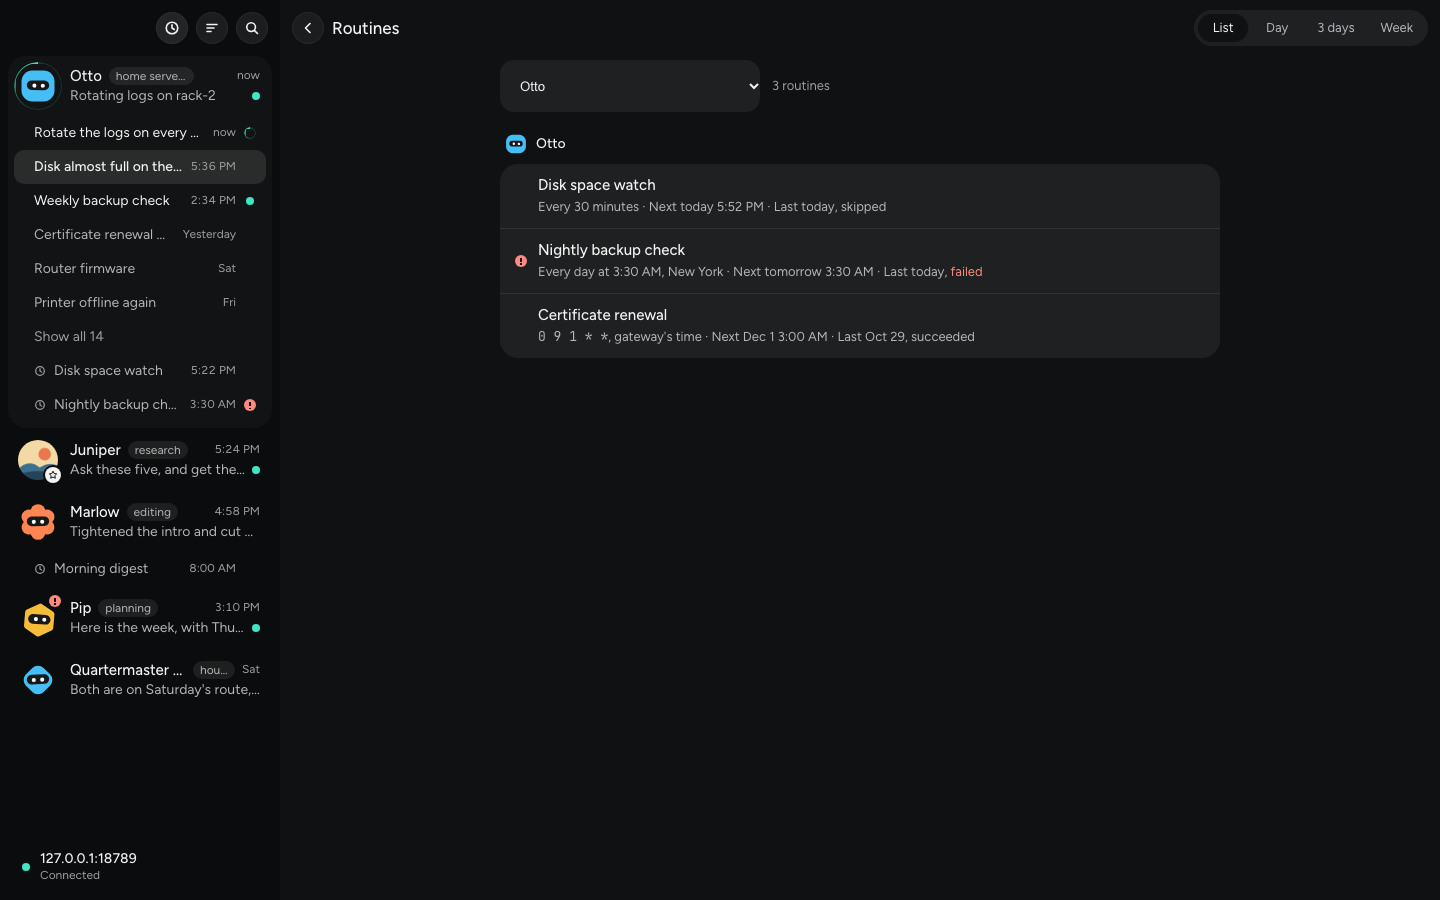 Routines
List Day 3 days Week
Otto home serve... now
Rotating logs on rack-2
Rotate the logs on every ... now
Disk almost full on the... 5:36 PM
Weekly backup check 2:34 PM
Certificate renewal ... Yesterday
Router firmware Sat
Printer offline again Fri
Show all 14
Disk space watch 5:22 PM
Nightly backup ch... 3:30 AM
Juniper research 5:24 PM
Ask these five, and get the...
Marlow editing 4:58 PM
Tightened the intro and cut ...
Morning digest 8:00 AM
Pip planning 3:10 PM
Here is the week, with Thu...
Quartermaster ... hou... Sat
Both are on Saturday's route,...
127.0.0.1:18789
Connected
Otto 3 routines
Otto
Disk space watch
Every 30 minutes · Next today 5:52 PM · Last today, skipped
Nightly backup check
Every day at 3:30 AM, New York · Next tomorrow 3:30 AM · Last today, failed
Certificate renewal
0 9 1 * *, gateway's time · Next Dec 1 3:00 AM · Last Oct 29, succeeded